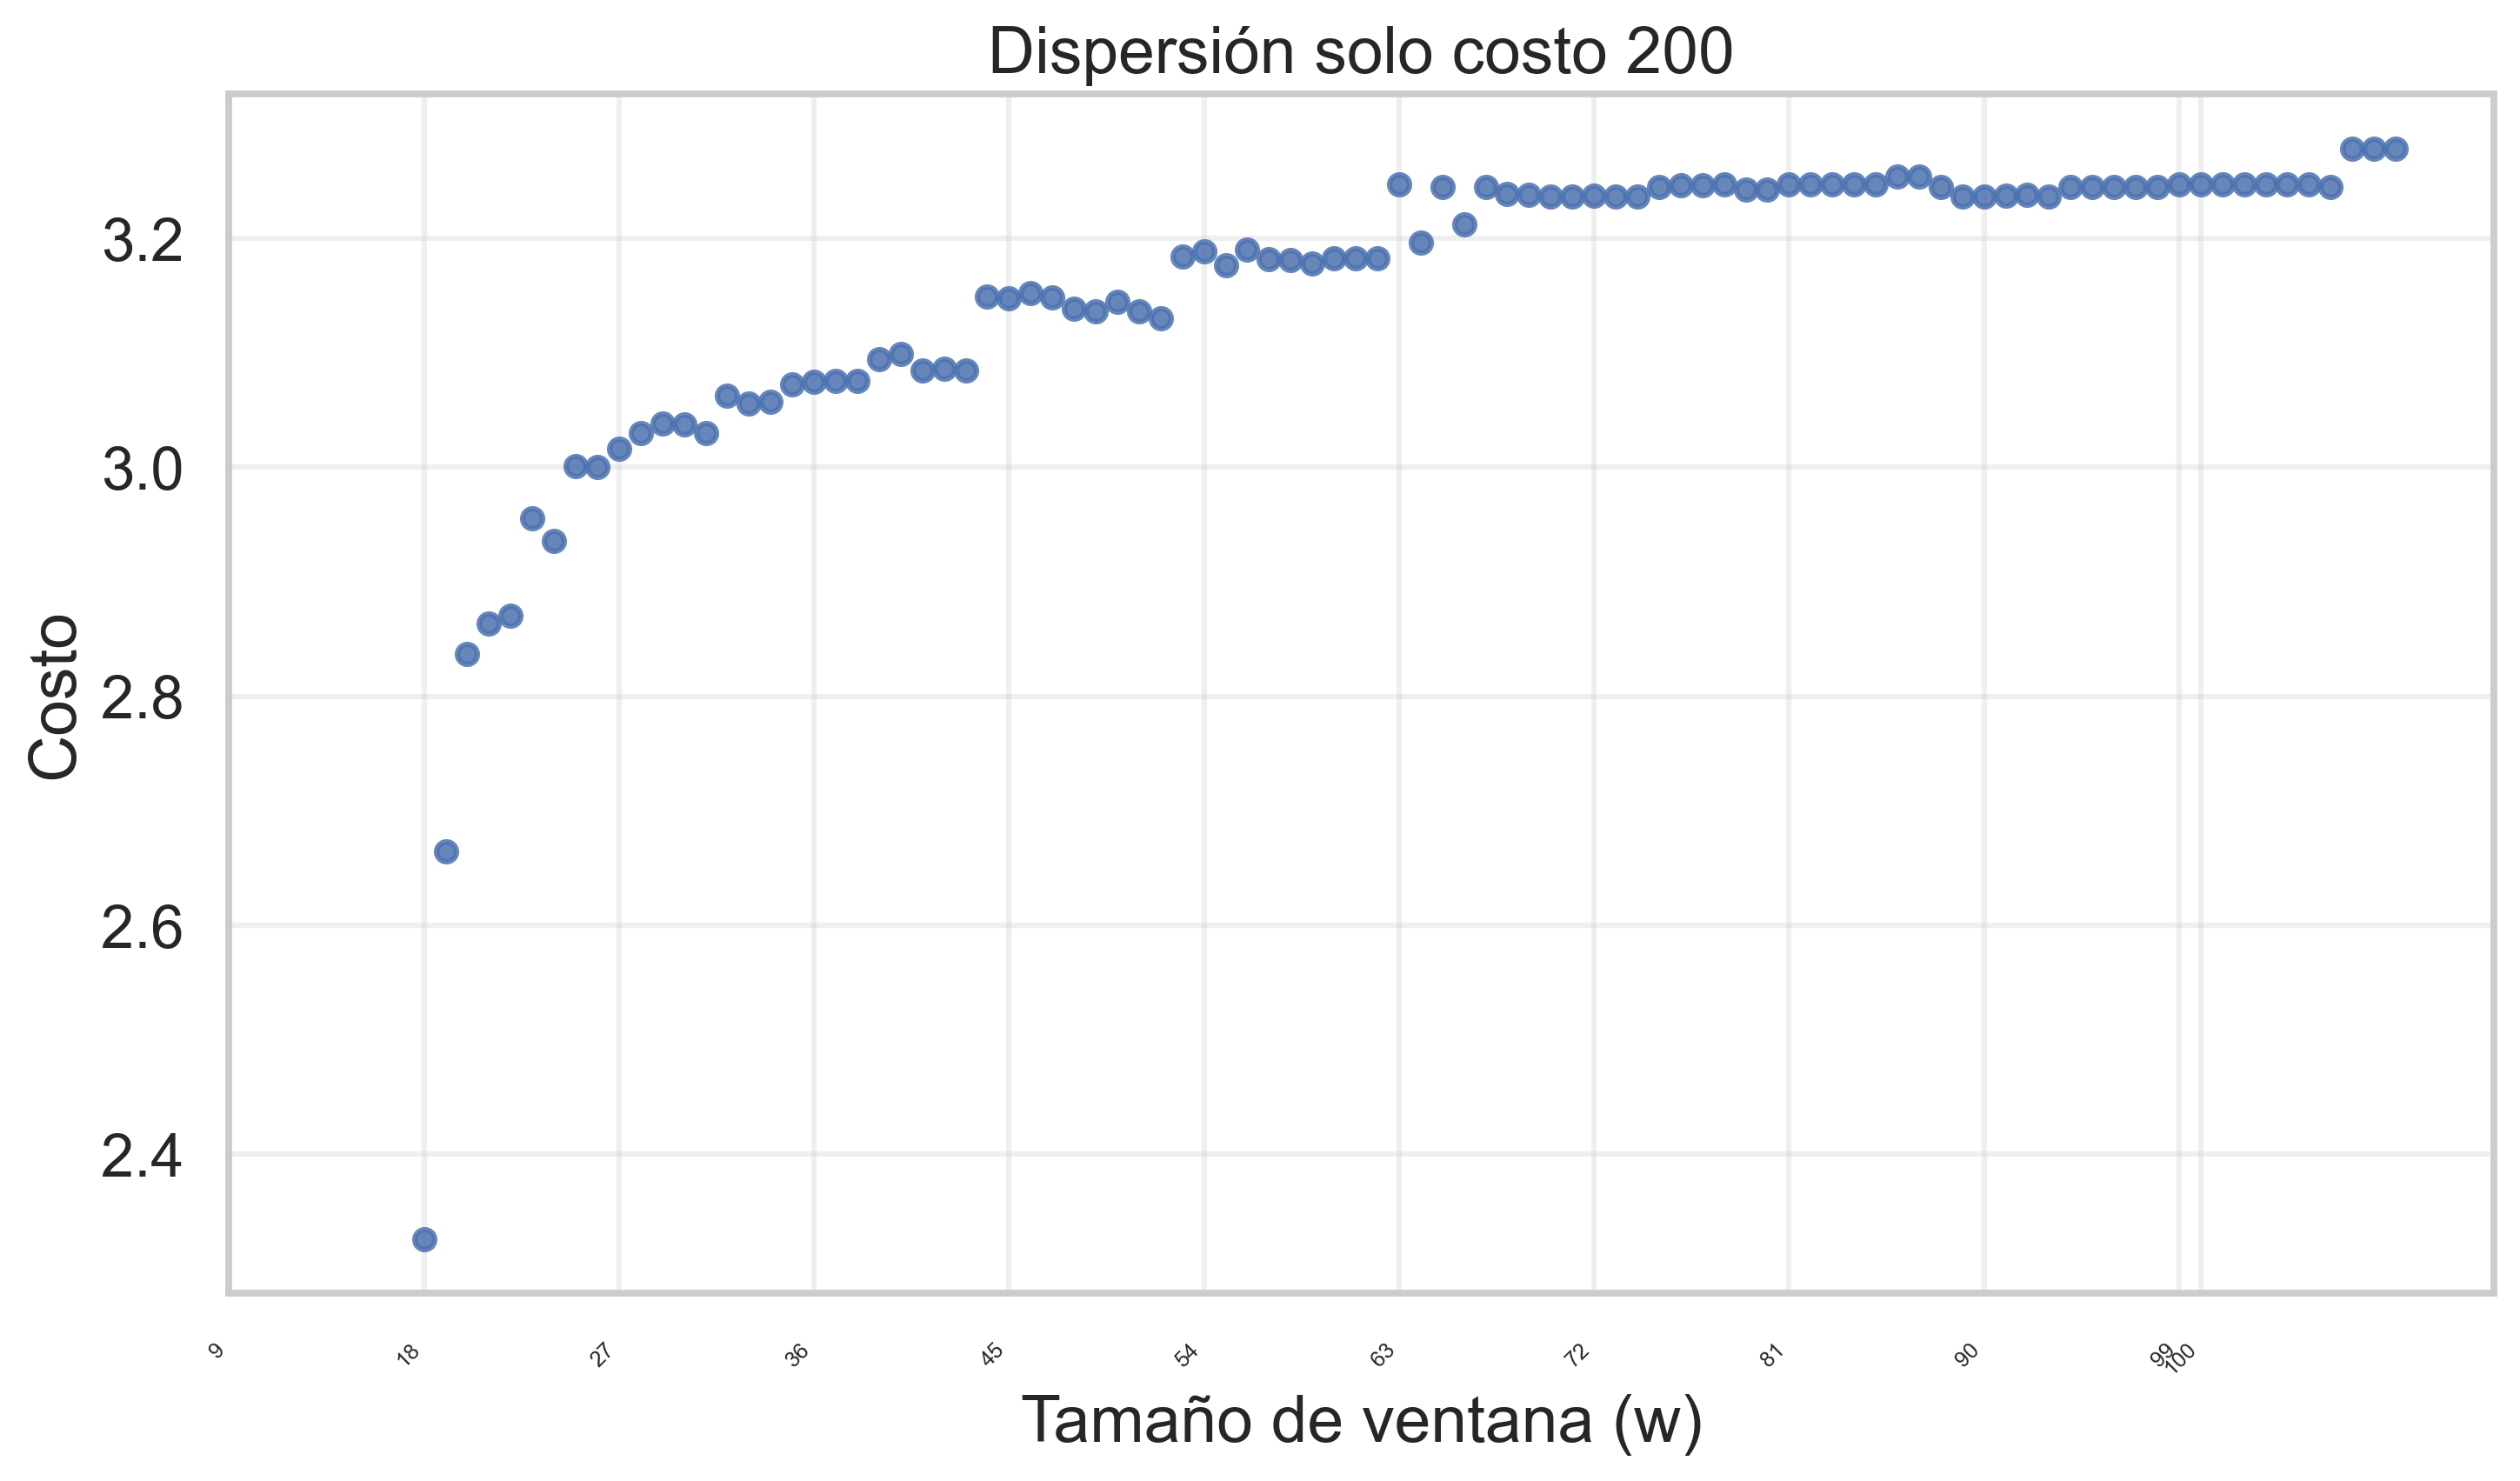 Dispersión solo costo 200
Costo
3.2
3.0
2.8
2.6
2.4
9 18 27 36 45 54 63 72 81 90 99 100
Tamaño de ventana (w)